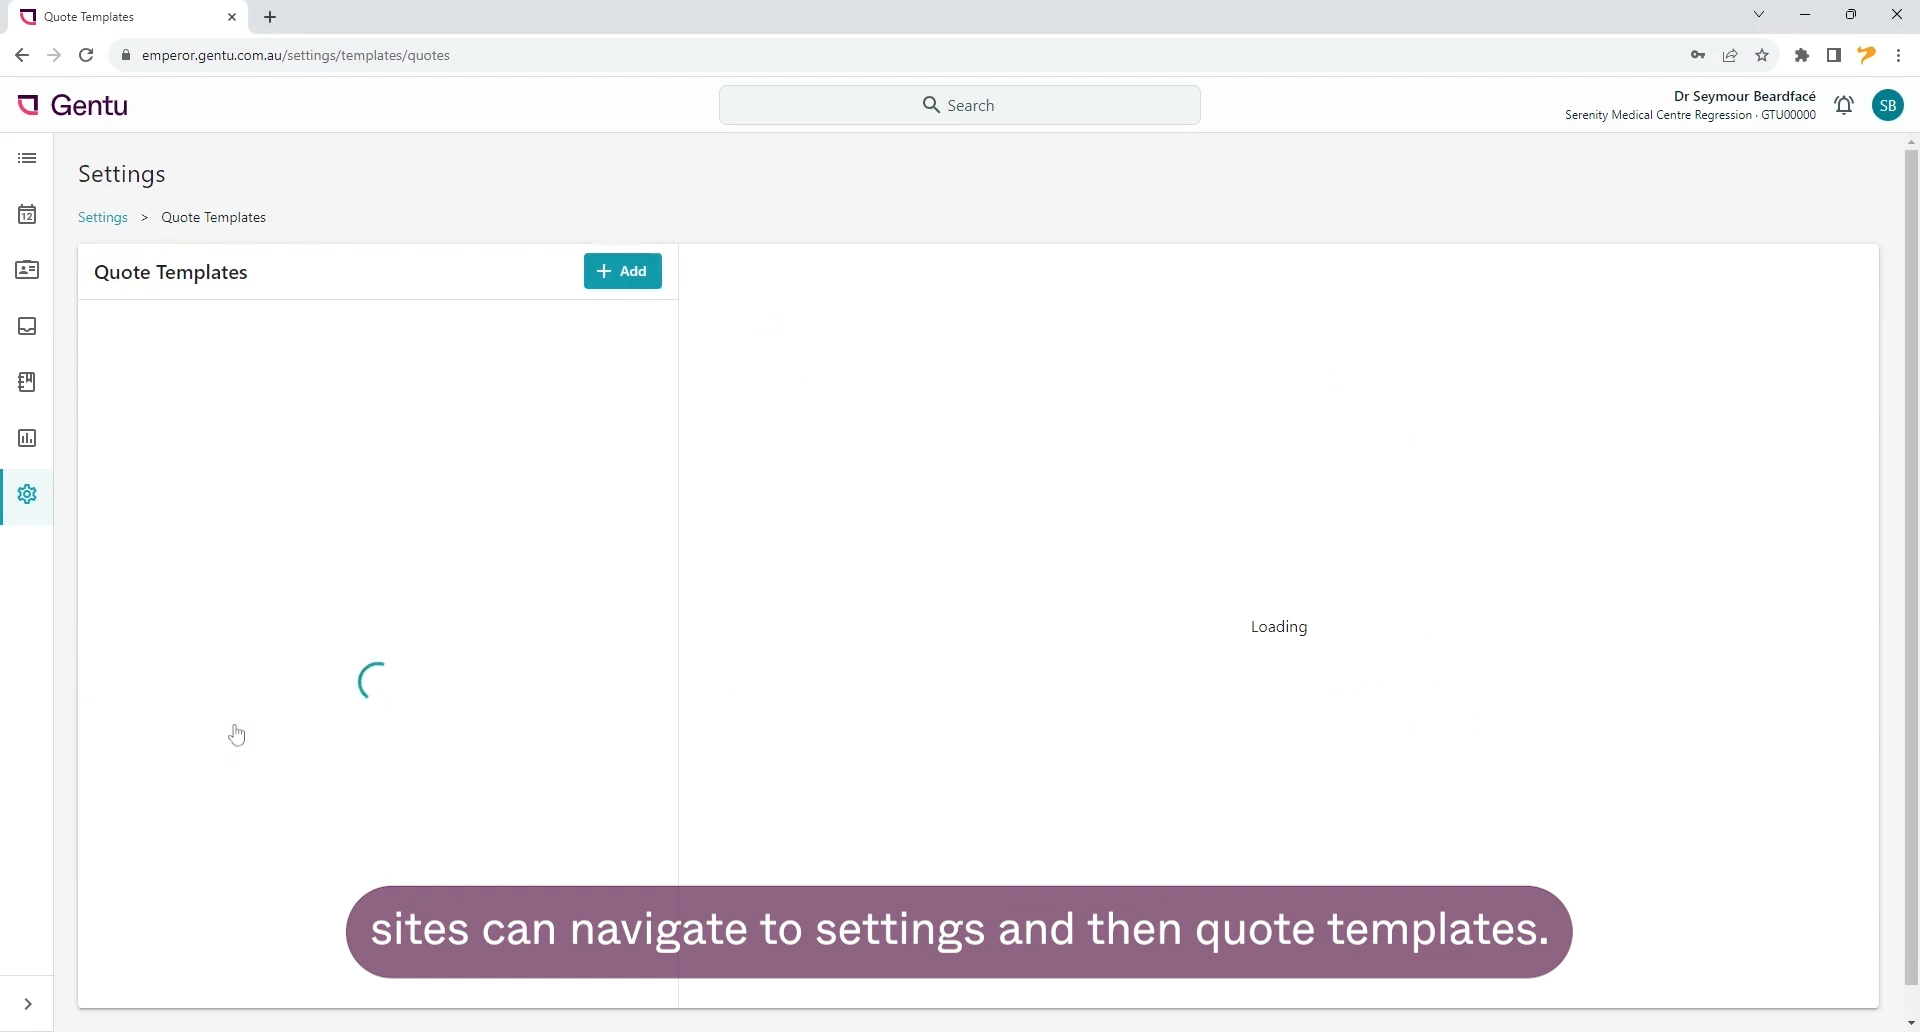 Quote Templates
emperor.gentu.com.au/settings/templates/quotes
Gentu
Search
Dr Seymour Beardfacé
Serenity Medical Centre Regression · GTU00000
SB
12
Settings
Settings > Quote Templates
Quote Templates
+ Add
Loading
sites can navigate to settings and then quote templates.